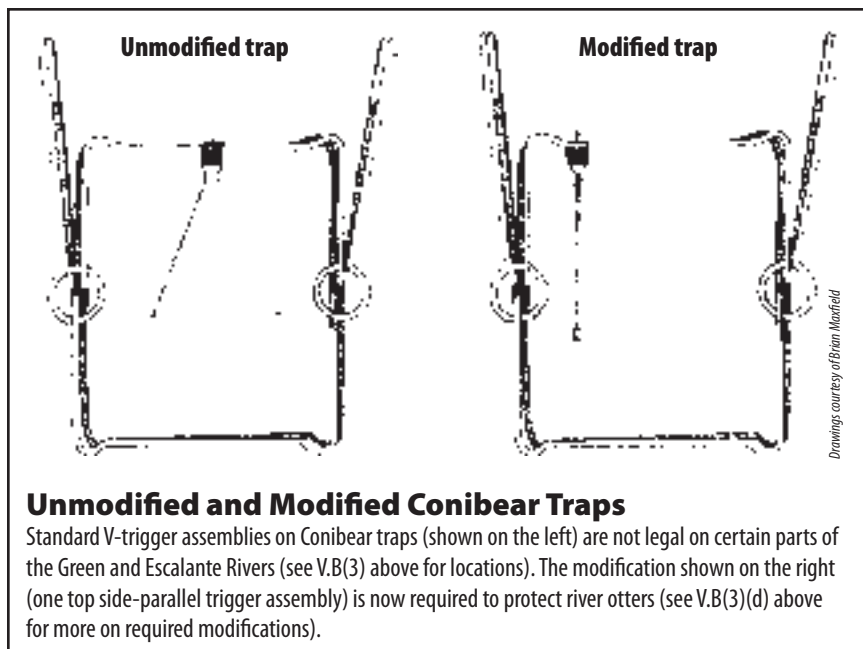 Unmodified trap
Modified trap
Drawings courtesy of Brian Maxfield
Unmodified and Modified Conibear Traps
Standard V-trigger assemblies on Conibear traps (shown on the left) are not legal on certain parts of
the Green and Escalante Rivers (see V.B(3) above for locations). The modification shown on the right
(one top side-parallel trigger assembly) is now required to protect river otters (see V.B(3)(d) above
for more on required modifications).